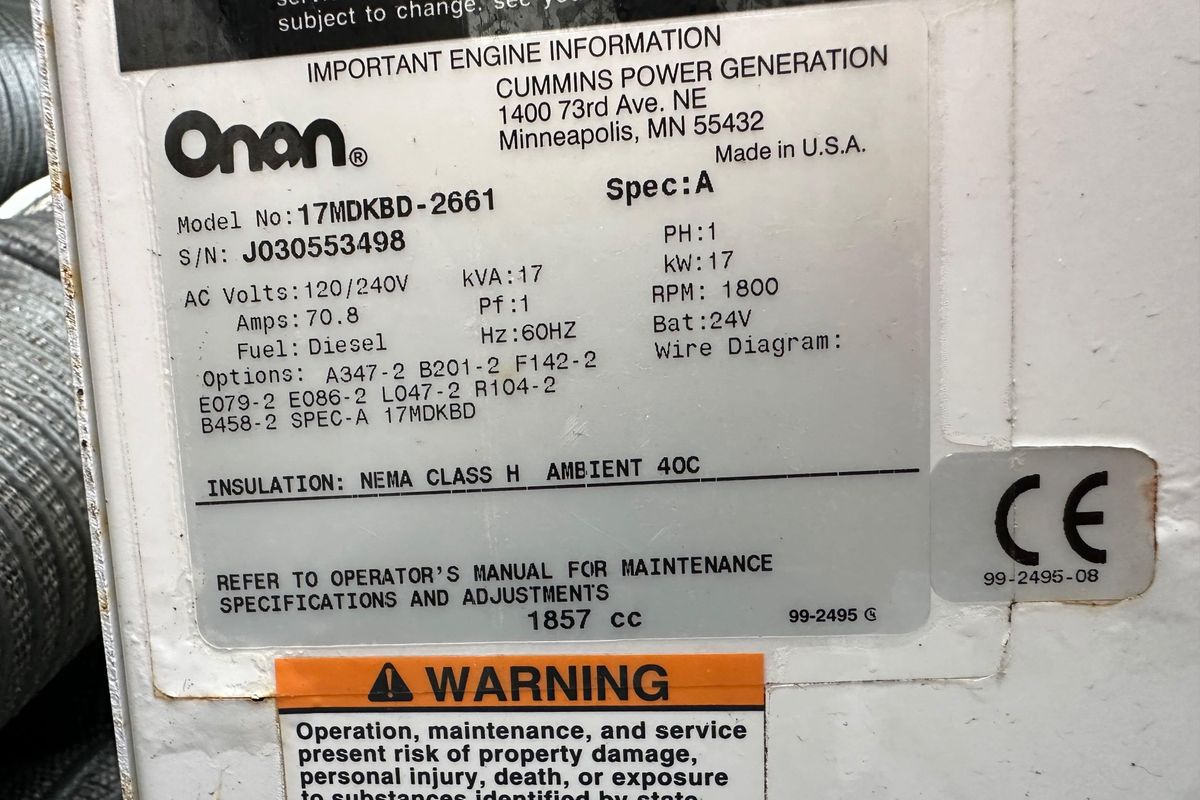 subject to change. see
IMPORTANT ENGINE INFORMATION
CUMMINS POWER GENERATION
1400 73rd Ave. NE
Minneapolis, MN 55432
Made in U.S.A.
Onan®
Model No:17MDKBD-2661 Spec:A
S/N: J030553498 PH:1
AC Volts:120/240V kVA:17 kW:17
Amps:70.8 Pf:1 RPM: 1800
Fuel: Diesel Hz:60HZ Bat:24V
Options: A347-2 B201-2 F142-2 Wire Diagram:
E079-2 E086-2 L047-2 R104-2
B458-2 SPEC-A 17MDKBD
INSULATION: NEMA CLASS H AMBIENT 40C
REFER TO OPERATOR'S MANUAL FOR MAINTENANCE
SPECIFICATIONS AND ADJUSTMENTS
1857 cc 99-2495
CE
99-2495-08
WARNING
Operation, maintenance, and service
present risk of property damage,
personal injury, death, or exposure
to substances identified by state